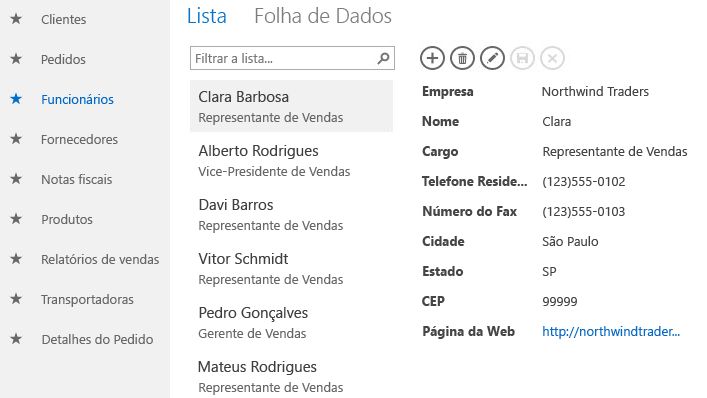 Clientes
Pedidos
Funcionários
Fornecedores
Notas fiscais
Produtos
Relatórios de vendas
Transportadoras
Detalhes do Pedido
Lista Folha de Dados
Filtrar a lista...
Clara Barbosa
Representante de Vendas
Alberto Rodrigues
Vice-Presidente de Vendas
Davi Barros
Representante de Vendas
Vitor Schmidt
Representante de Vendas
Pedro Gonçalves
Gerente de Vendas
Mateus Rodrigues
Representante de Vendas
Empresa Northwind Traders
Nome Clara
Cargo Representante de Vendas
Telefone Reside... (123)555-0102
Número do Fax (123)555-0103
Cidade São Paulo
Estado SP
CEP 99999
Página da Web http://northwindtrader...